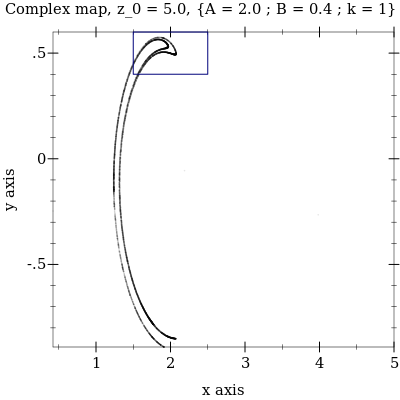 Complex map, z_0 = 5.0, {A = 2.0 ; B = 0.4 ; k = 1}
.5
0
-.5
y axis
1 2 3 4 5
x axis